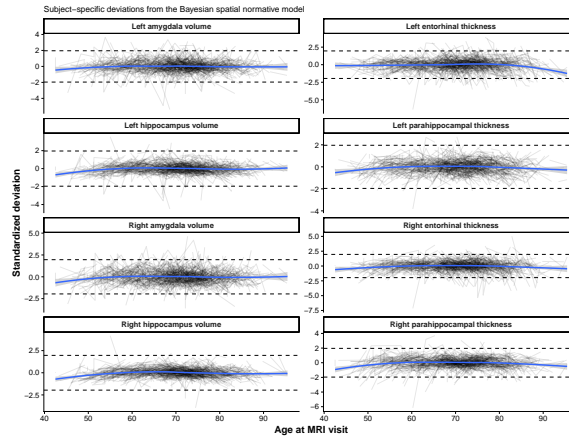 Subject−specific deviations from the Bayesian spatial normative model
Left amygdala volume
4
2
0
−2
−4
Left entorhinal thickness
2.5
0.0
−2.5
−5.0
Left hippocampus volume
2
0
−2
−4
Left parahippocampal thickness
2
0
−2
−4
Right amygdala volume
5.0
2.5
0.0
−2.5
Right entorhinal thickness
5.0
2.5
0.0
−2.5
−5.0
−7.5
Right hippocampus volume
2.5
0.0
−2.5
Right parahippocampal thickness
4
2
0
−2
−4
−6
40 50 60 70 80 90
40 50 60 70 80 90
Age at MRI visit
Standardized deviation